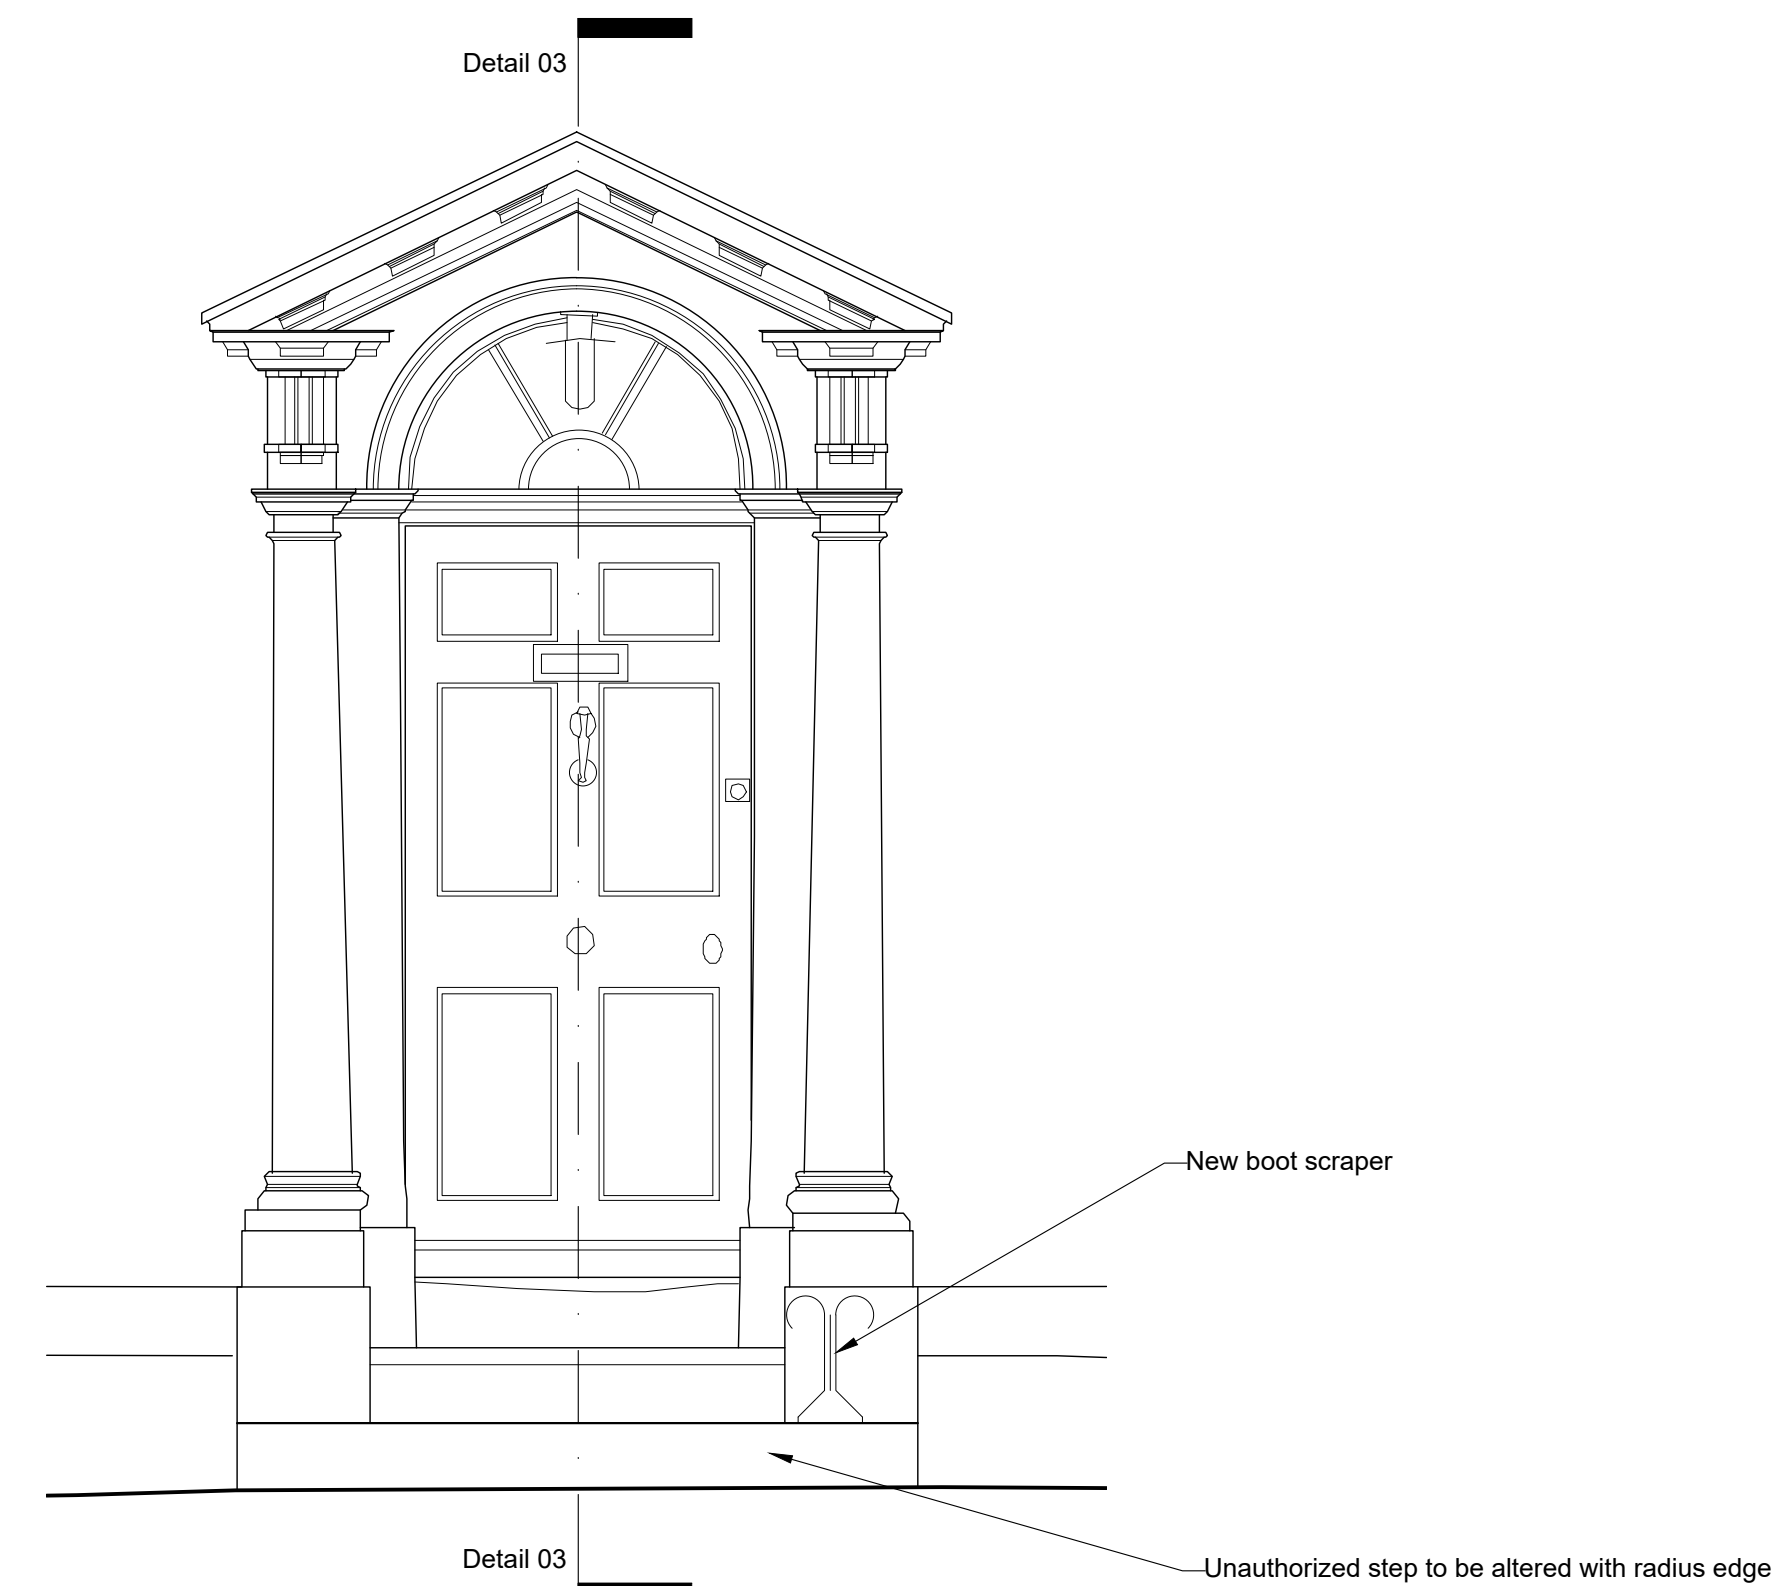 Detail 03
New boot scraper
Detail 03
Unauthorized step to be altered with radius edge